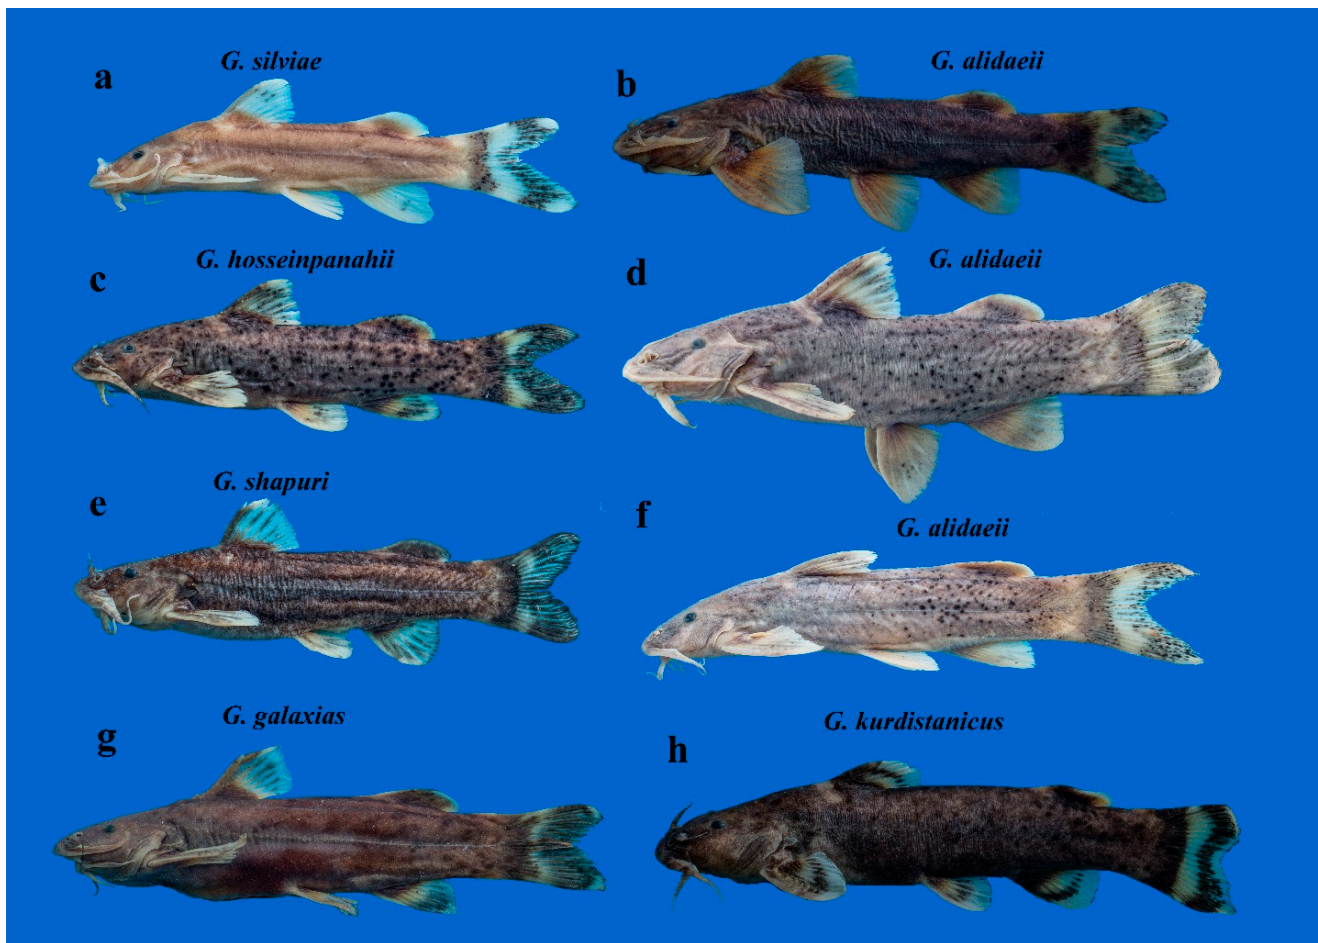 a
G. silviae
b
G. alidaeii
c
G. hosseinpanahii
d
G. alidaeii
e
G. shapuri
f
G. alidaeii
g
G. galaxias
h
G. kurdistanicus